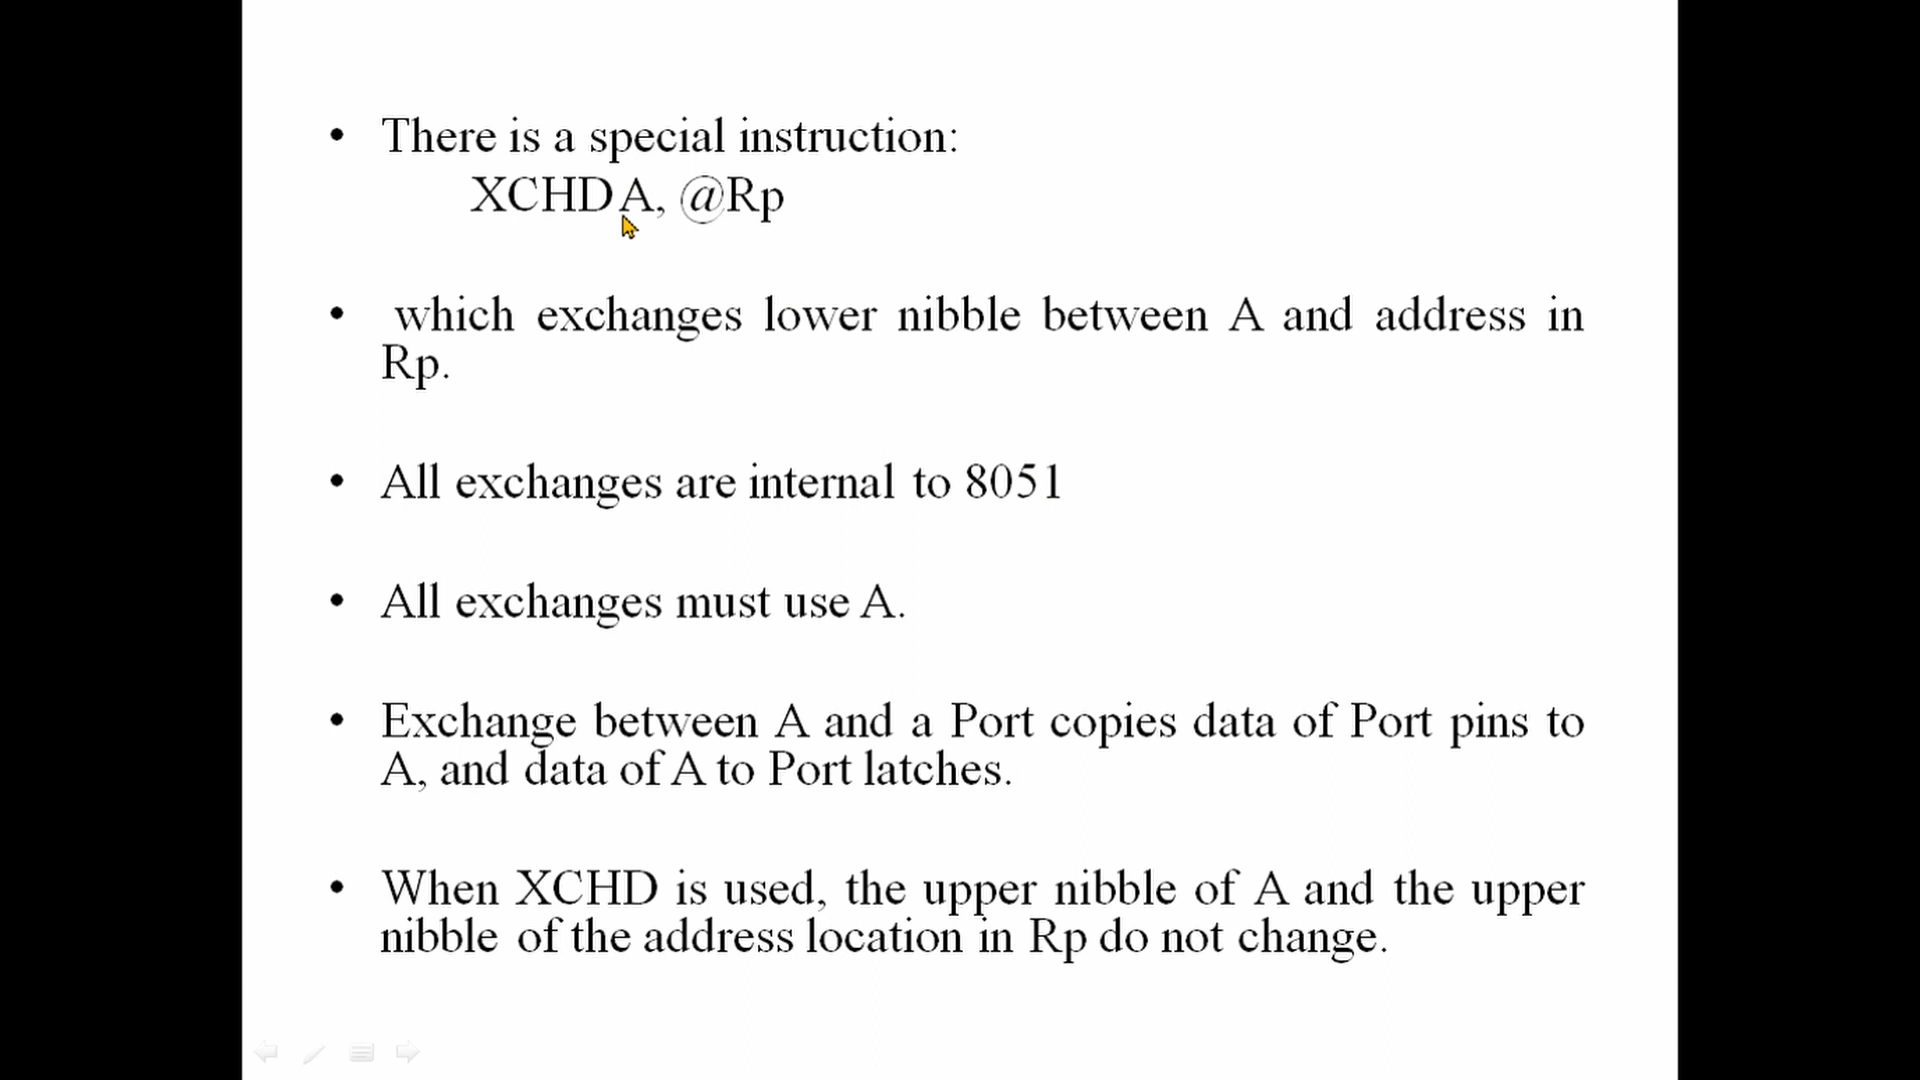 • There is a special instruction:
XCHD A, @Rp
• which exchanges lower nibble between A and address in
Rp.
• All exchanges are internal to 8051
• All exchanges must use A.
• Exchange between A and a Port copies data of Port pins to
A, and data of A to Port latches.
• When XCHD is used, the upper nibble of A and the upper
nibble of the address location in Rp do not change.